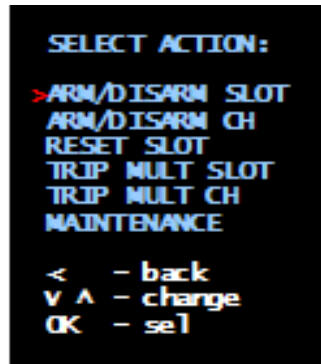 SELECT ACTION:
>ARM/DISARM SLOT
ARM/DISARM CH
RESET SLOT
TRIP MULT SLOT
TRIP MULT CH
MAINTENANCE
< - back
v ^ - change
OK - sel